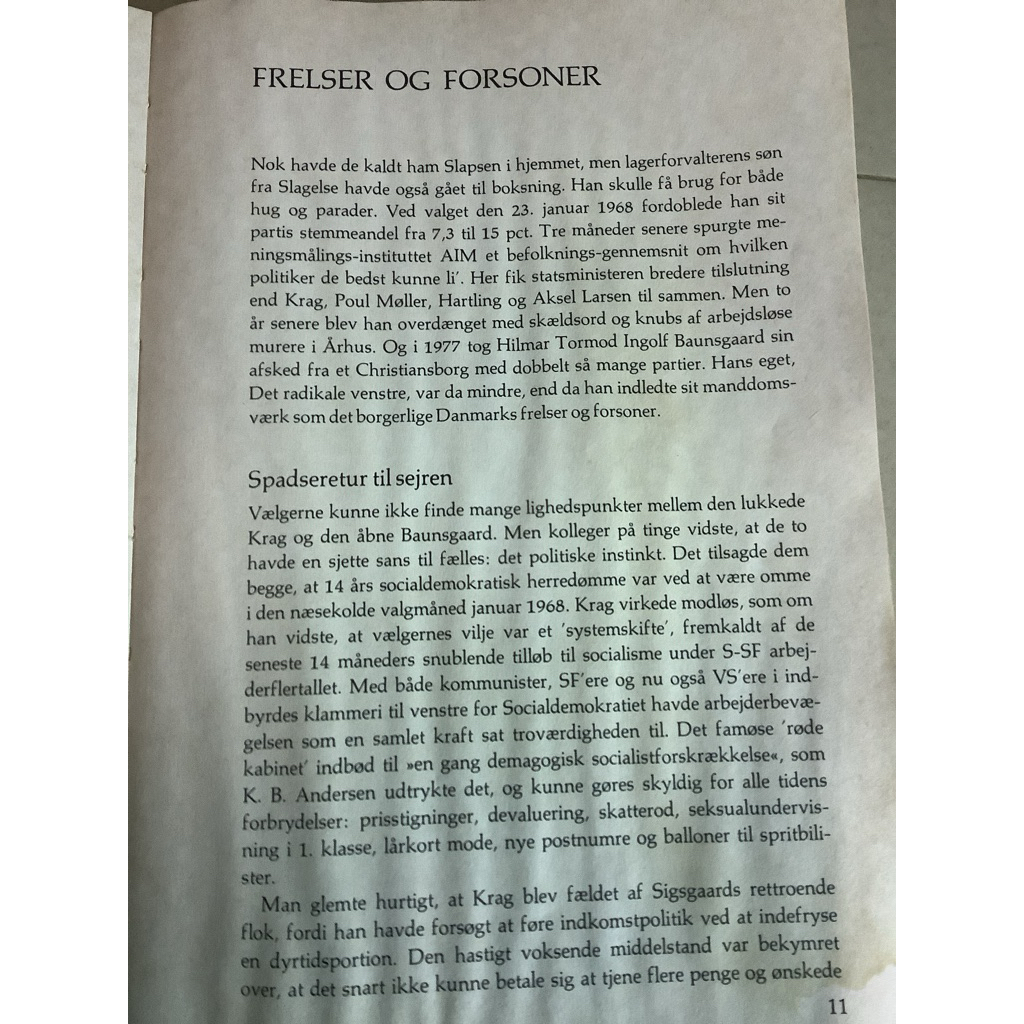 FRELSER OG FORSONER
Nok havde de kaldt ham Slapsen i hjemmet, men lagerforvalterens søn
fra Slagelse havde også gået til boksning. Han skulle få brug for både
hug og parader. Ved valget den 23. januar 1968 fordoblede han sit
partis stemmeandel fra 7,3 til 15 pct. Tre måneder senere spurgte me-
ningsmålings-instituttet AIM et befolknings-gennemsnit om hvilken
politiker de bedst kunne li'. Her fik statsministeren bredere tilslutning
end Krag, Poul Møller, Hartling og Aksel Larsen til sammen. Men to
år senere blev han overdænget med skældsord og knubs af arbejdsløse
murere i Århus. Og i 1977 tog Hilmar Tormod Ingolf Baunsgaard sin
afsked fra et Christiansborg med dobbelt så mange partier. Hans eget,
Det radikale venstre, var da mindre, end da han indledte sit manddoms-
værk som det borgerlige Danmarks frelser og forsoner.
Spadseretur til sejren
Vælgerne kunne ikke finde mange lighedspunkter mellem den lukkede
Krag og den åbne Baunsgaard. Men kolleger på tinge vidste, at de to
havde en sjette sans til fælles: det politiske instinkt. Det tilsagde dem
begge, at 14 års socialdemokratisk herredømme var ved at være omme
i den næsekolde valgmåned januar 1968. Krag virkede modløs, som om
han vidste, at vælgernes vilje var et 'systemskifte', fremkaldt af de
seneste 14 måneders snublende tilløb til socialisme under S-SF arbej-
derflertallet. Med både kommunister, SF'ere og nu også VS'ere i ind-
byrdes klammeri til venstre for Socialdemokratiet havde arbejderbevæ-
gelsen som en samlet kraft sat troværdigheden til. Det famøse 'røde
kabinet' indbød til »en gang demagogisk socialistforskrækkelse«, som
K. B. Andersen udtrykte det, og kunne gøres skyldig for alle tidens
forbrydelser: prisstigninger, devaluering, skatterod, seksualundervis-
ning i 1. klasse, lårkort mode, nye postnumre og balloner til spritbili-
ster.
Man glemte hurtigt, at Krag blev fældet af Sigsgaards rettroende
flok, fordi han havde forsøgt at føre indkomstpolitik ved at indefryse
en dyrtidsportion. Den hastigt voksende middelstand var bekymret
over, at det snart ikke kunne betale sig at tjene flere penge og ønskede
11